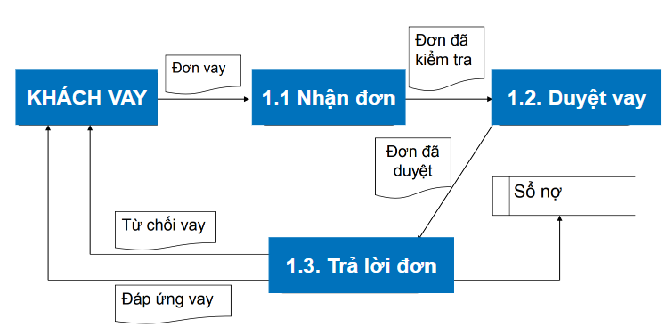 Đơn đã
kiểm tra
Đơn vay
KHÁCH VAY
1.1 Nhận đơn
1.2. Duyệt vay
Đơn đã
duyệt
Sổ nợ
Từ chối vay
1.3. Trả lời đơn
Đáp ứng vay